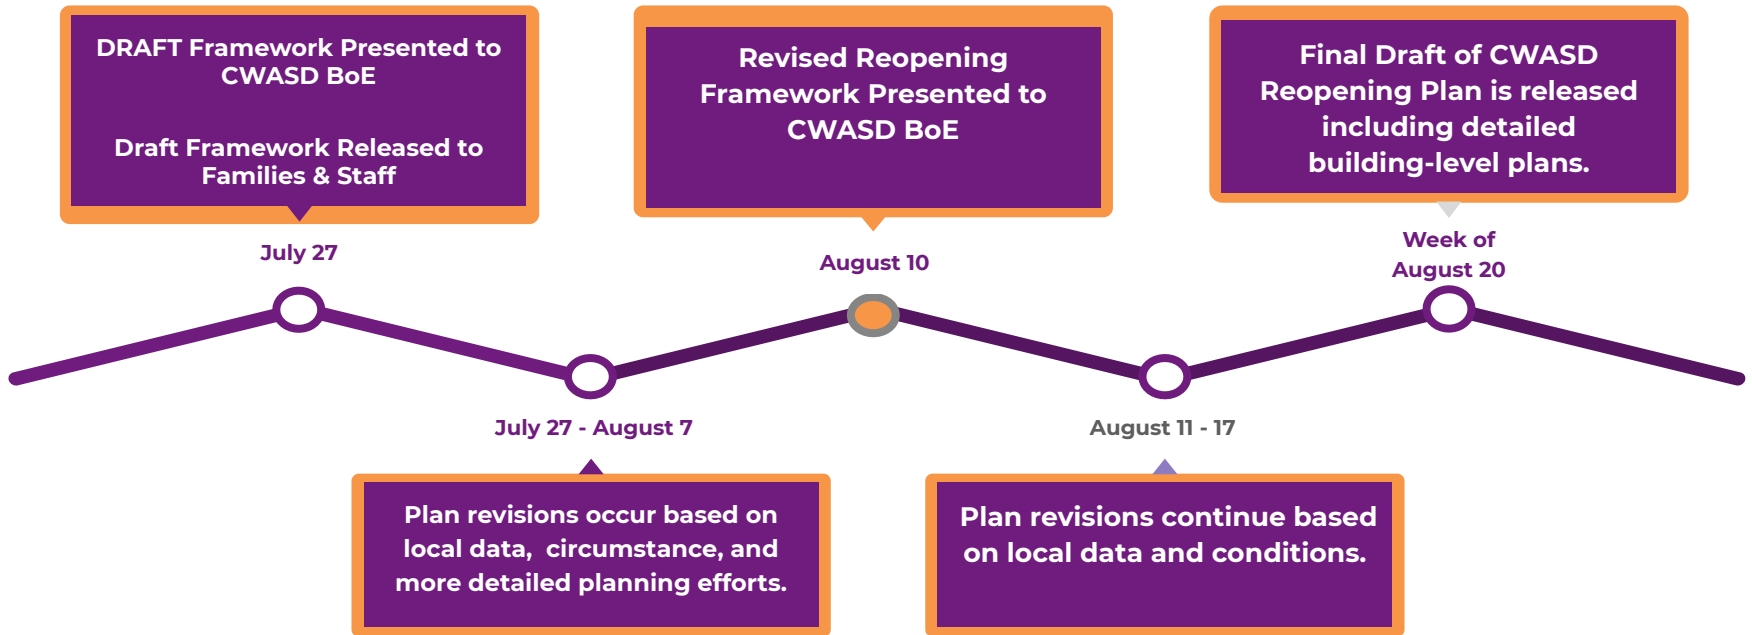 DRAFT Framework Presented to
CWASD BoE
Draft Framework Released to
Families & Staff
July 27
Revised Reopening
Framework Presented to
CWASD BoE
August 10
Final Draft of CWASD
Reopening Plan is released
including detailed
building-level plans.
Week of
August 20
July 27 - August 7
Plan revisions occur based on
local data, circumstance, and
more detailed planning efforts.
August 11 - 17
Plan revisions continue based
on local data and conditions.